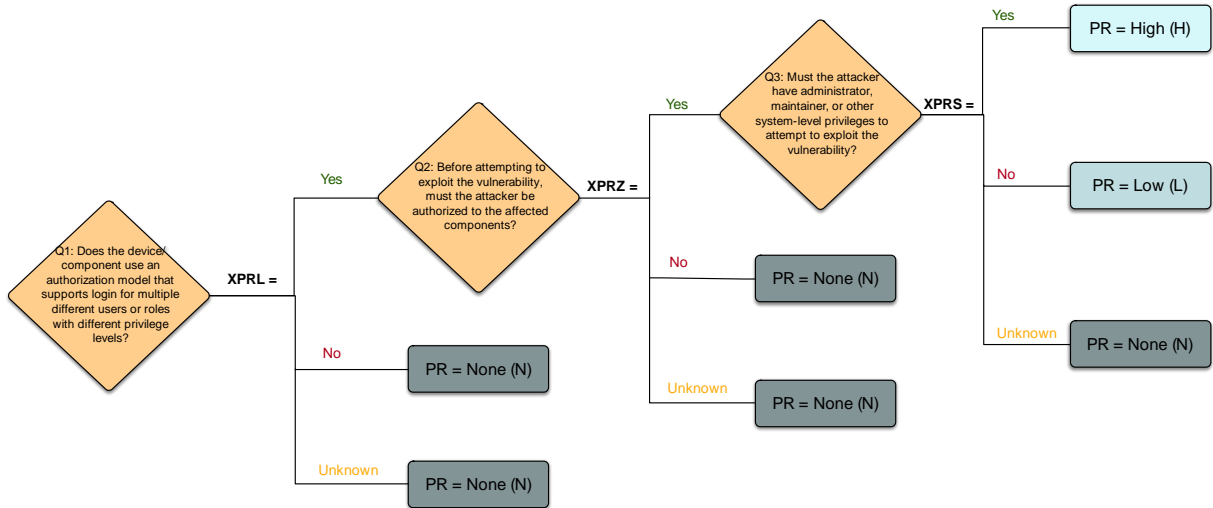 Q1: Does the device/
component use an
authorization model that
supports login for multiple
different users or roles
with different privilege
levels?
XPRL =
Yes
No
PR = None (N)
Unknown
PR = None (N)
Q2: Before attempting to
exploit the vulnerability,
must the attacker be
authorized to the affected
components?
XPRZ =
Yes
No
PR = None (N)
Unknown
PR = None (N)
Q3: Must the attacker
have administrator,
maintainer, or other
system-level privileges to
attempt to exploit the
vulnerability?
XPRS =
Yes
PR = High (H)
No
PR = Low (L)
Unknown
PR = None (N)